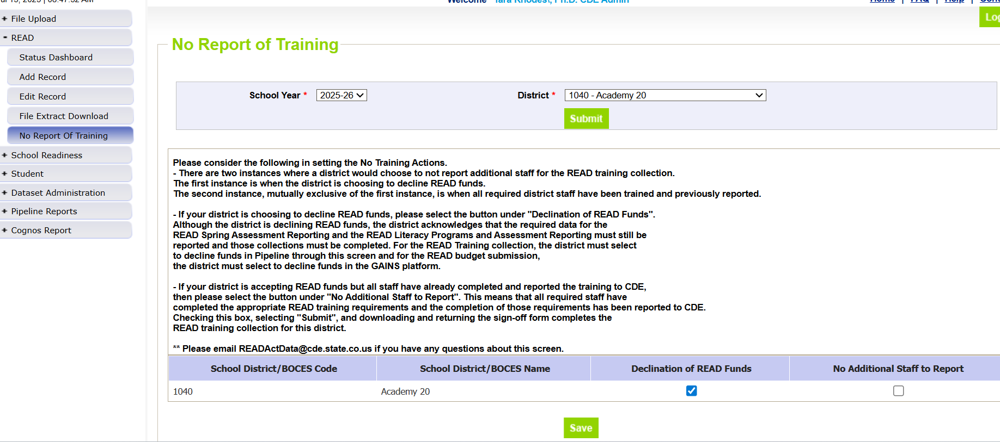 Welcome Tara Rhodest, Ph.D. CDE Admin
Home | FAQ | Help |
+ File Upload
- READ
Status Dashboard
Add Record
Edit Record
File Extract Download
No Report Of Training
+ School Readiness
+ Student
+ Dataset Administration
+ Pipeline Reports
+ Cognos Report
No Report of Training
School Year * 2025-26 District * 1040 - Academy 20
Submit
Please consider the following in setting the No Training Actions.
- There are two instances where a district would choose to not report additional staff for the READ training collection.
The first instance is when the district is choosing to decline READ funds.
The second instance, mutually exclusive of the first instance, is when all required district staff have been trained and previously reported.
- If your district is choosing to decline READ funds, please select the button under "Declination of READ Funds".
Although the district is declining READ funds, the district acknowledges that the required data for the
READ Spring Assessment Reporting and the READ Literacy Programs and Assessment Reporting must still be
reported and those collections must be completed. For the READ Training collection, the district must select
to decline funds in Pipeline through this screen and for the READ budget submission,
the district must select to decline funds in the GAINS platform.
- If your district is accepting READ funds but all staff have already completed and reported the training to CDE,
then please select the button under "No Additional Staff to Report". This means that all required staff have
completed the appropriate READ training requirements and the completion of those requirements has been reported to CDE.
Checking this box, selecting "Submit", and downloading and returning the sign-off form completes the
READ training collection for this district.
** Please email READActData@cde.state.co.us if you have any questions about this screen.
School District/BOCES Code School District/BOCES Name Declination of READ Funds No Additional Staff to Report
1040 Academy 20
Save